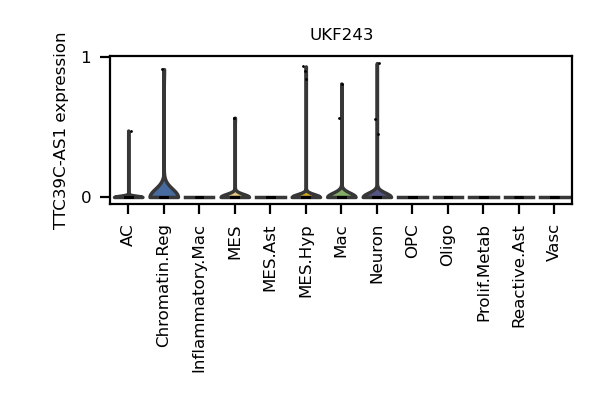 UKF243
TTC39C-AS1 expression
1
0
AC
Chromatin.Reg
Inflammatory.Mac
MES
MES.Ast
MES.Hyp
Mac
Neuron
OPC
Oligo
Prolif.Metab
Reactive.Ast
Vasc